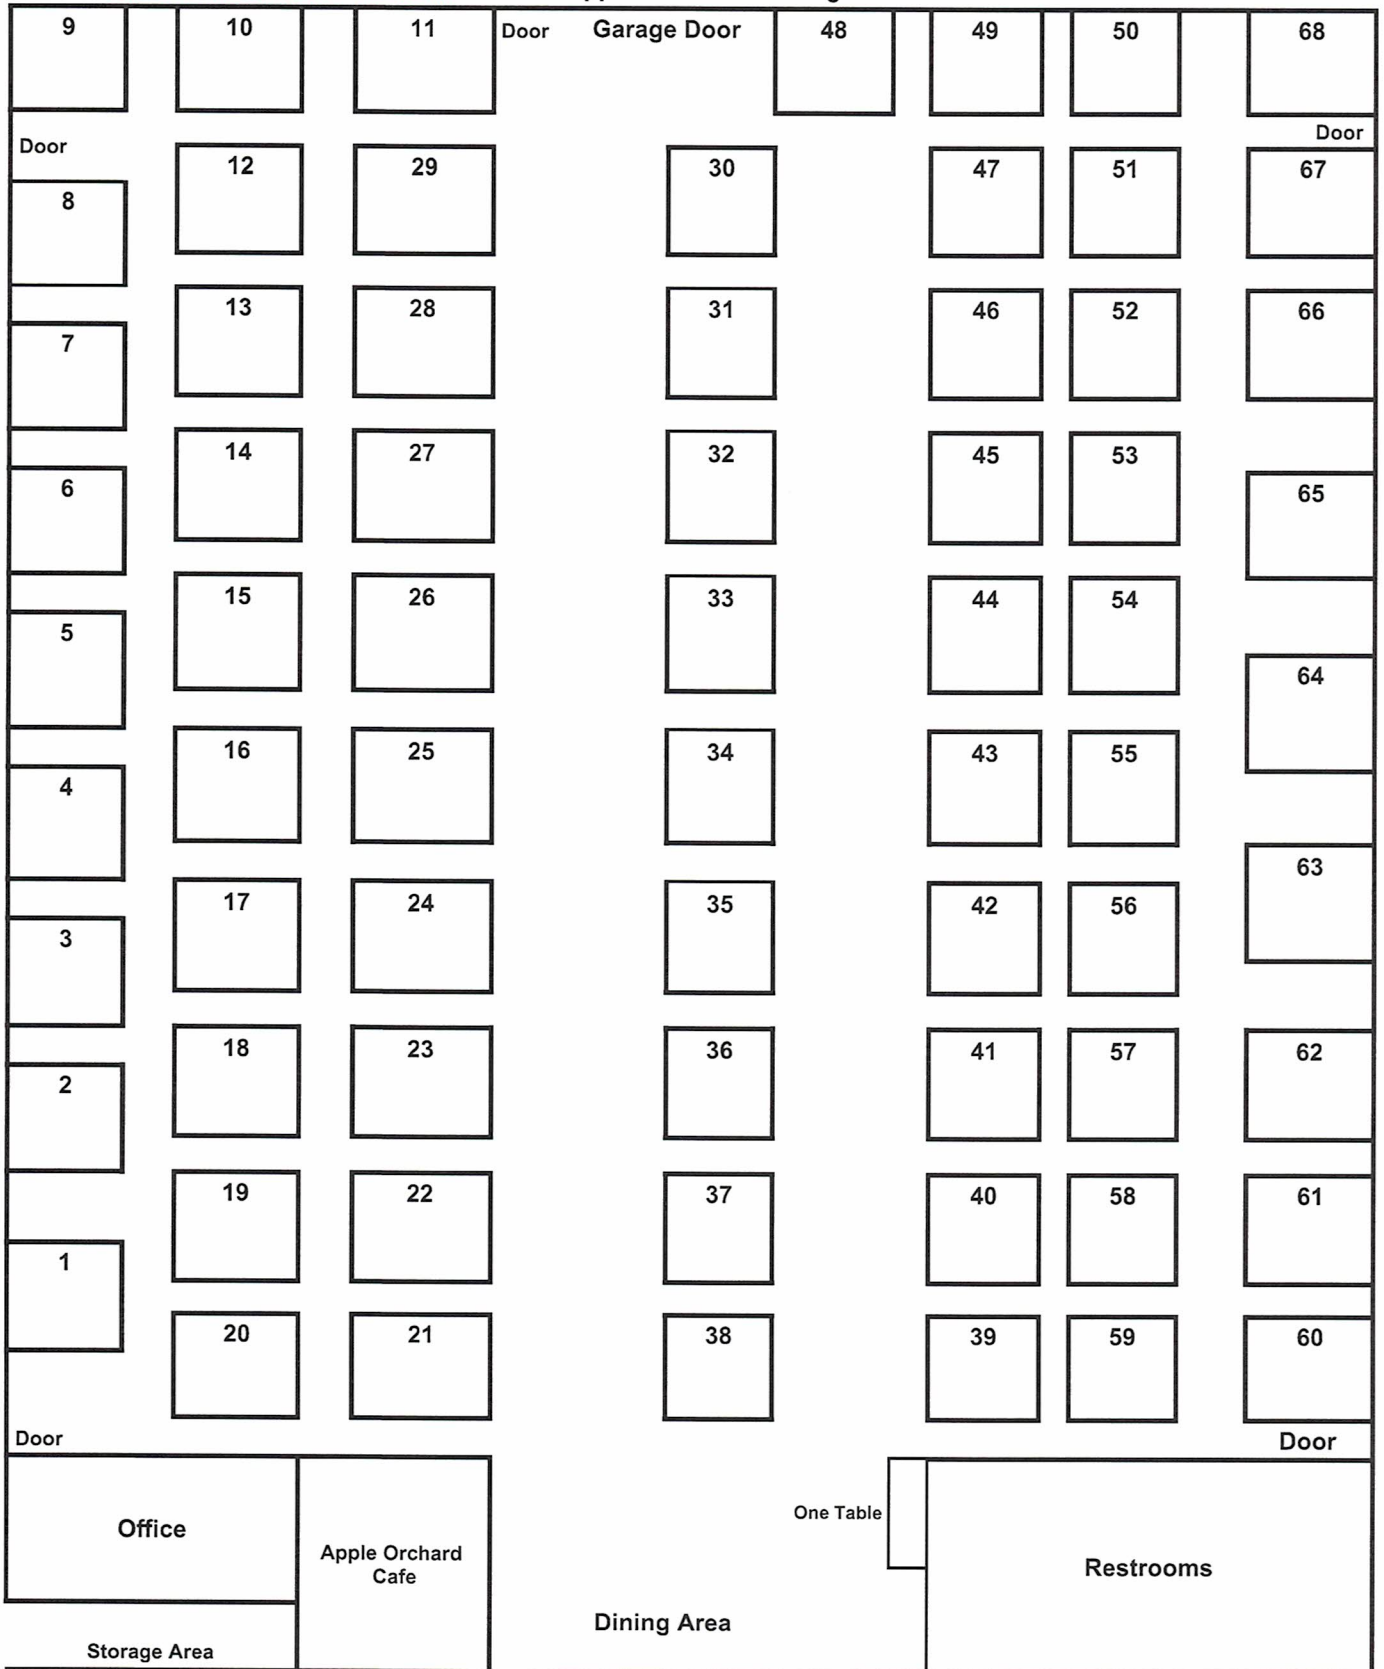 9 10 11 Door Garage Door 48 49 50 68
Door Door
12 29 30 47 51 67
8
13 28 31 46 52 66
7
14 27 32 45 53
6 65
15 26 33 44 54
5
64
16 25 34 43 55
4
63
17 24 35 42 56
3
18 23 36 41 57 62
2
19 22 37 40 58 61
1
20 21 38 39 59 60
Door Door
One Table
Office
Apple Orchard
Cafe
Restrooms
Dining Area
Storage Area